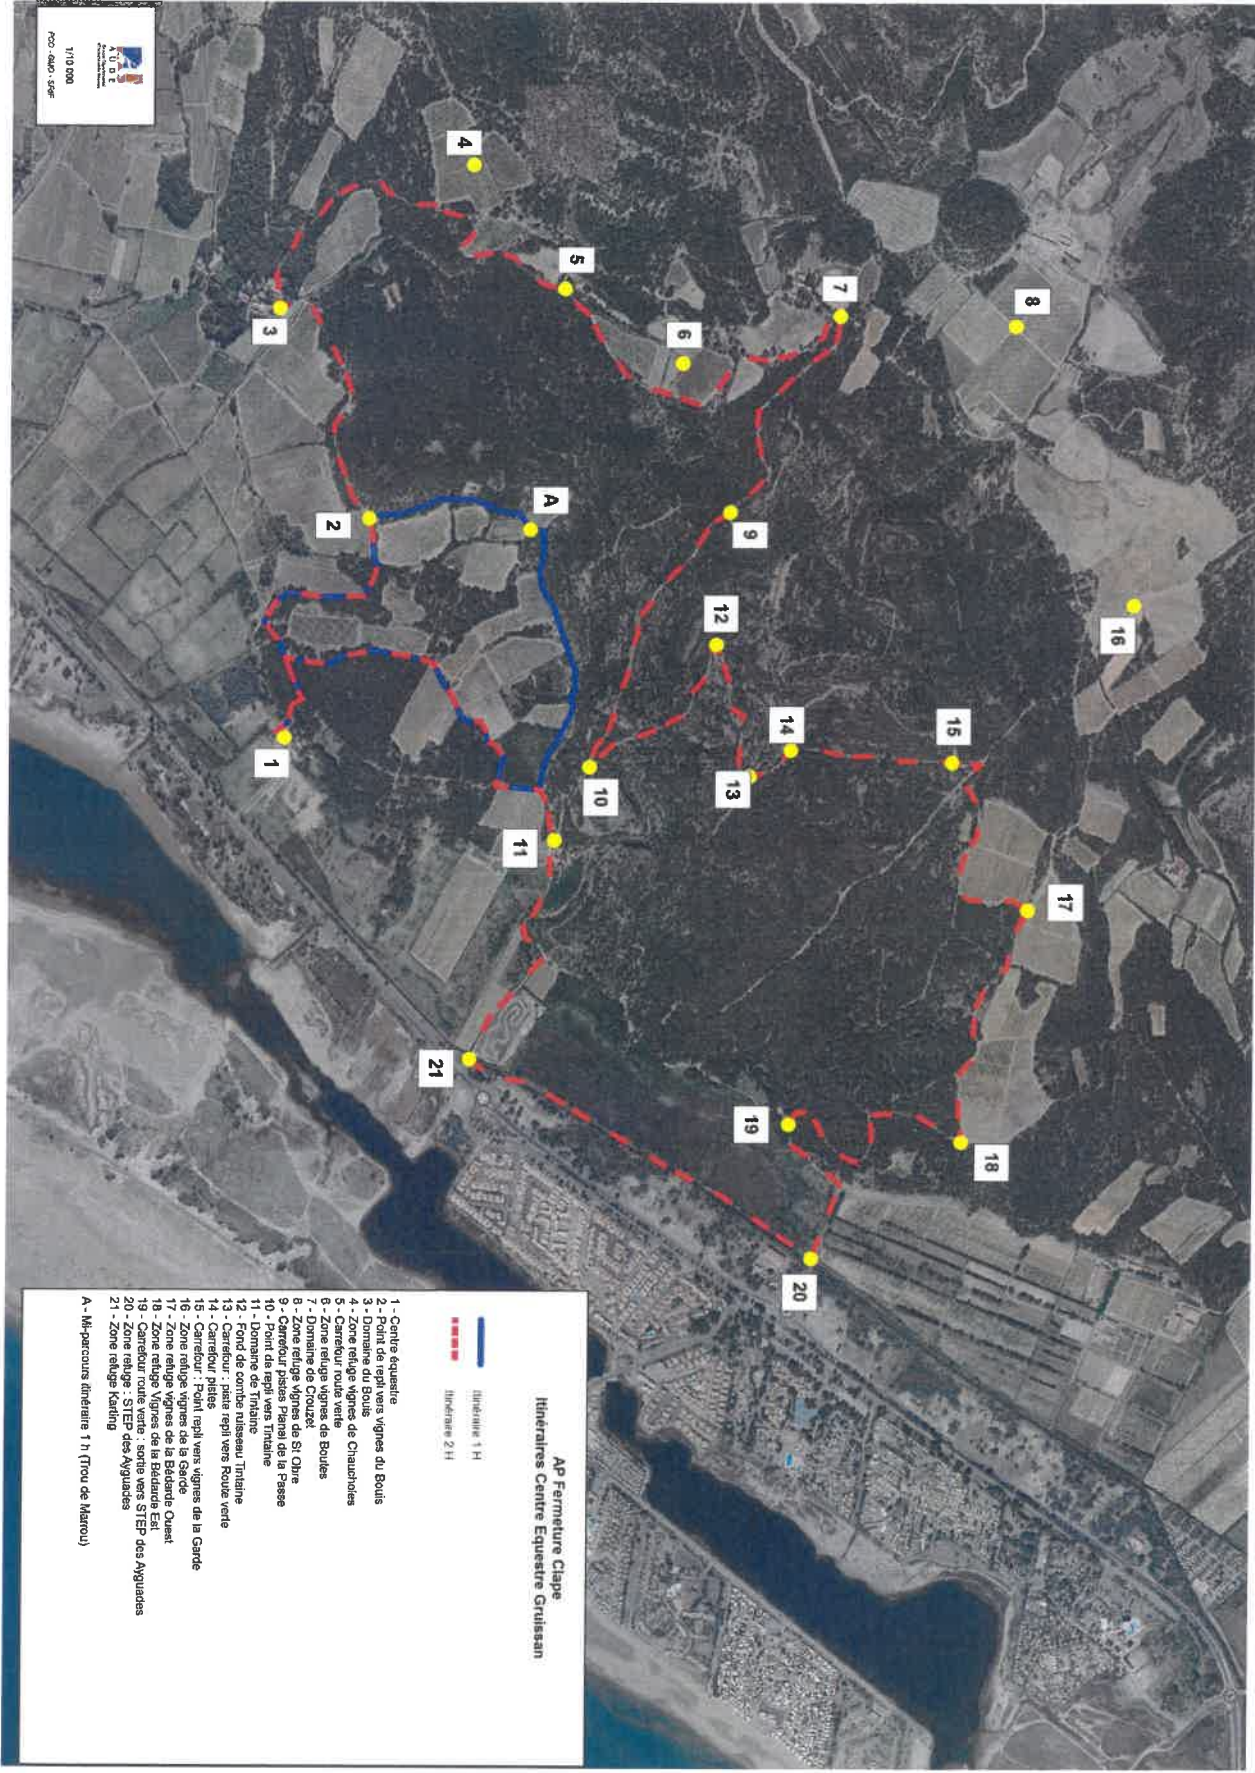 AP Fermeture Clape
Itinéraires Centre Equestre Gruissan
Itinéraire 1 H
Itinéraire 2 H
1 - Centre équestre
2 - Point de repli vers vignes du Bouis
3 - Domaine du Bouis
4 - Zone refuge vignes de Chaucholes
5 - Carrefour route verte
6 - Zone refuge vignes de Boutes
7 - Domaine de Crouzet
8 - Zone refuge vignes de St Obre
9 - Carrefour pistes Planal de la Passe
10 - Point de repli vers Tintaine
11 - Domaine de Tintaine
12 - Fond de combe ruisseau Tintaine
13 - Carrefour : piste repli vers Route verte
14 - Carrefour pistes
15 - Carrefour : Point repli vers vignes de la Garde
16 - Zone refuge vignes de la Garde
17 - Zone refuge vignes de la Bédarde Ouest
18 - Zone refuge Vignes de la Bédarde Est
19 - Carrefour route verte : sortie vers STEP des Ayguades
20 - Zone refuge : STEP des Ayguades
21 - Zone refuge Karting
A - Mi-parcours itinéraire 1 h (Trou de Marrou)
AUDE
1/10 000
1
2
3
4
5
6
7
8
9
10
11
12
13
14
15
16
17
18
19
20
21
A